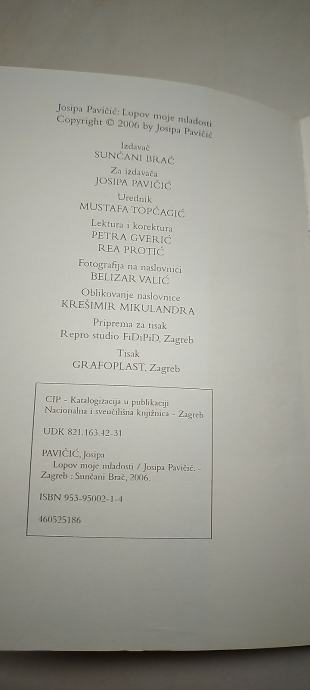 Josipa Pavičić: Lopov moje mladosti
Copyright © 2006 by Josipa Pavičić
Izdavač
SUNČANI BRAČ
Za izdavača
JOSIPA PAVIČIĆ
Urednik
MUSTAFA TOPČAGIĆ
Lektura i korektura
PETRA GVERIĆ
REA PROTIĆ
Fotografija na naslovnici
BELIZAR VALIĆ
Oblikovanje naslovnice
KREŠIMIR MIKULANDRA
Priprema za tisak
Repro studio FiDiPiD, Zagreb
Tisak
GRAFOPLAST, Zagreb
CIP - Katalogizacija u publikaciji
Nacionalna i sveučilišna knjižnica - Zagreb
UDK 821.163.42-31
PAVIČIĆ, Josipa
Lopov moje mladosti / Josipa Pavičić. -
Zagreb : Sunčani Brač, 2006.
ISBN 953-95002-1-4
460525186